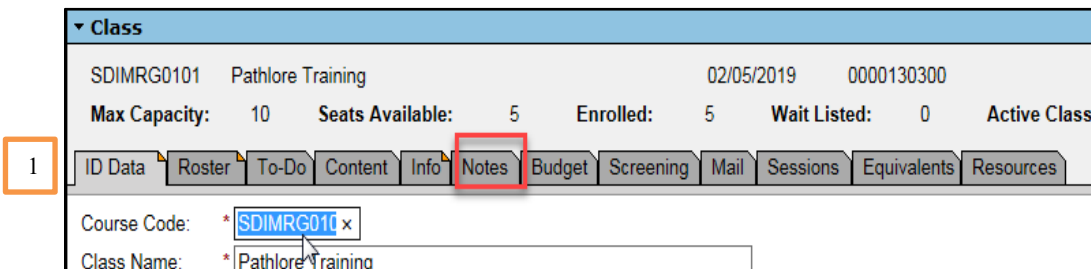 Class
SDIMRG0101 Pathlore Training 02/05/2019 0000130300
Max Capacity: 10 Seats Available: 5 Enrolled: 5 Wait Listed: 0 Active Class
1
ID Data Roster To-Do Content Info Notes Budget Screening Mail Sessions Equivalents Resources
Course Code: * SDIMRG010 ×
Class Name: * Pathlore Training